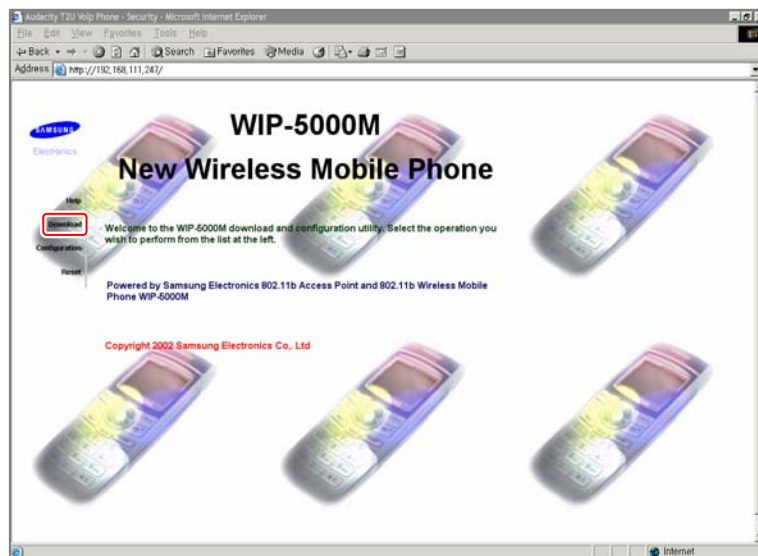 Audacity T2U Voip Phone - Security - Microsoft Internet Explorer
File Edit View Favorites Tools Help
Back Search Favorites Media
Address http://192,168,111,247/
SAMSUNG
Electronics
WIP-5000M
New Wireless Mobile Phone
Help
Download
Configuration
Reset
Welcome to the WIP-5000M download and configuration utility. Select the operation you
wish to perform from the list at the left.
Powered by Samsung Electronics 802.11b Access Point and 802.11b Wireless Mobile
Phone WIP-5000M
Copyright 2002 Samsung Electronics Co,. Ltd
Internet